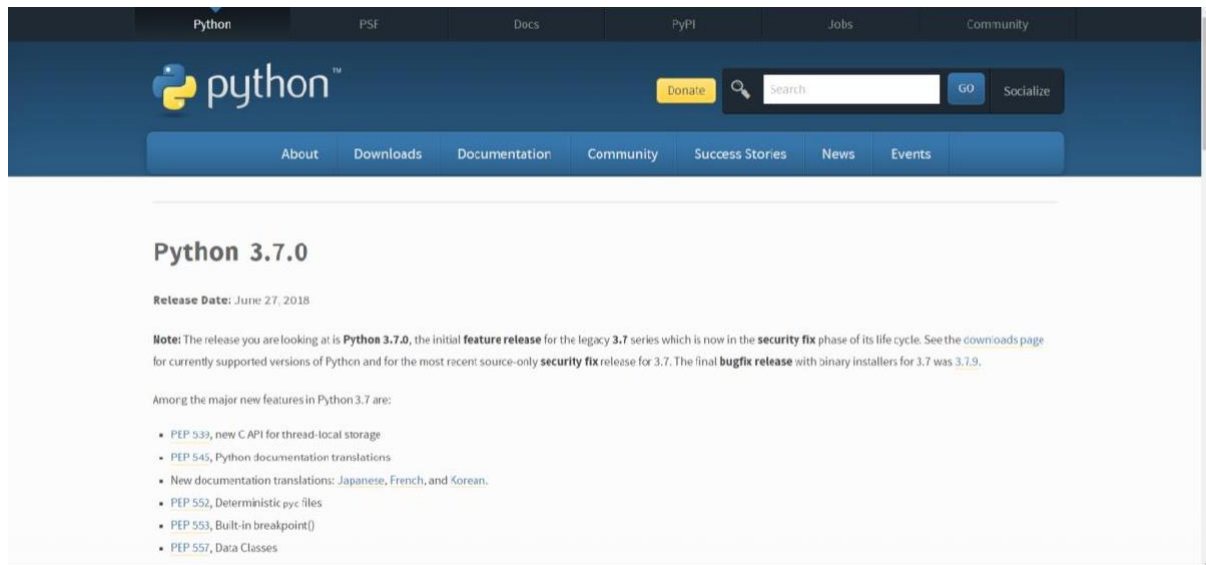 Python PSF Docs PyPI Jobs Community
python™
Donate Search GO Socialize
About Downloads Documentation Community Success Stories News Events
Python 3.7.0
Release Date: June 27, 2018
Note: The release you are looking at is Python 3.7.0, the initial feature release for the legacy 3.7 series which is now in the security fix phase of its life cycle. See the downloads page
for currently supported versions of Python and for the most recent source-only security fix release for 3.7. The final bugfix release with binary installers for 3.7 was 3.7.9.
Among the major new features in Python 3.7 are:
• PEP 539, new C API for thread-local storage
• PEP 545, Python documentation translations
• New documentation translations: Japanese, French, and Korean.
• PEP 552, Deterministic pyc files
• PEP 553, Built-in breakpoint()
• PEP 557, Data Classes